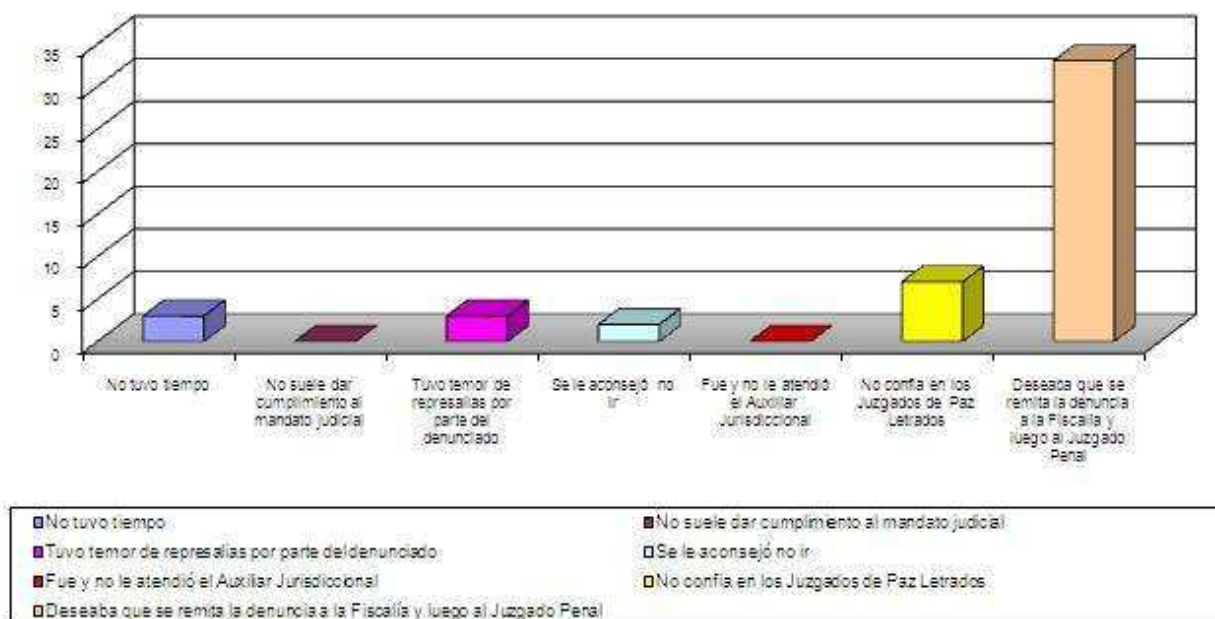 35
30
25
20
15
10
5
0
No tuvo tiempo
No suele dar
cumplimiento al
mandato judicial
Tuvo temor de
represalias por
parte del
denunciado
Se le aconsejó no
ir
Fue y no le atendió
el Auxiliar
Jurisdiccional
No confía en los
Juzgados de Paz
Letrados
Deseaba que se
remita la denuncia
a la Fiscalía y
luego al Juzgado
Penal
No tuvo tiempo
No suele dar cumplimiento al mandato judicial
Tuvo temor de represalias por parte del denunciado
Se le aconsejó no ir
Fue y no le atendió el Auxiliar Jurisdiccional
No confía en los Juzgados de Paz Letrados
Deseaba que se remita la denuncia a la Fiscalía y luego al Juzgado Penal